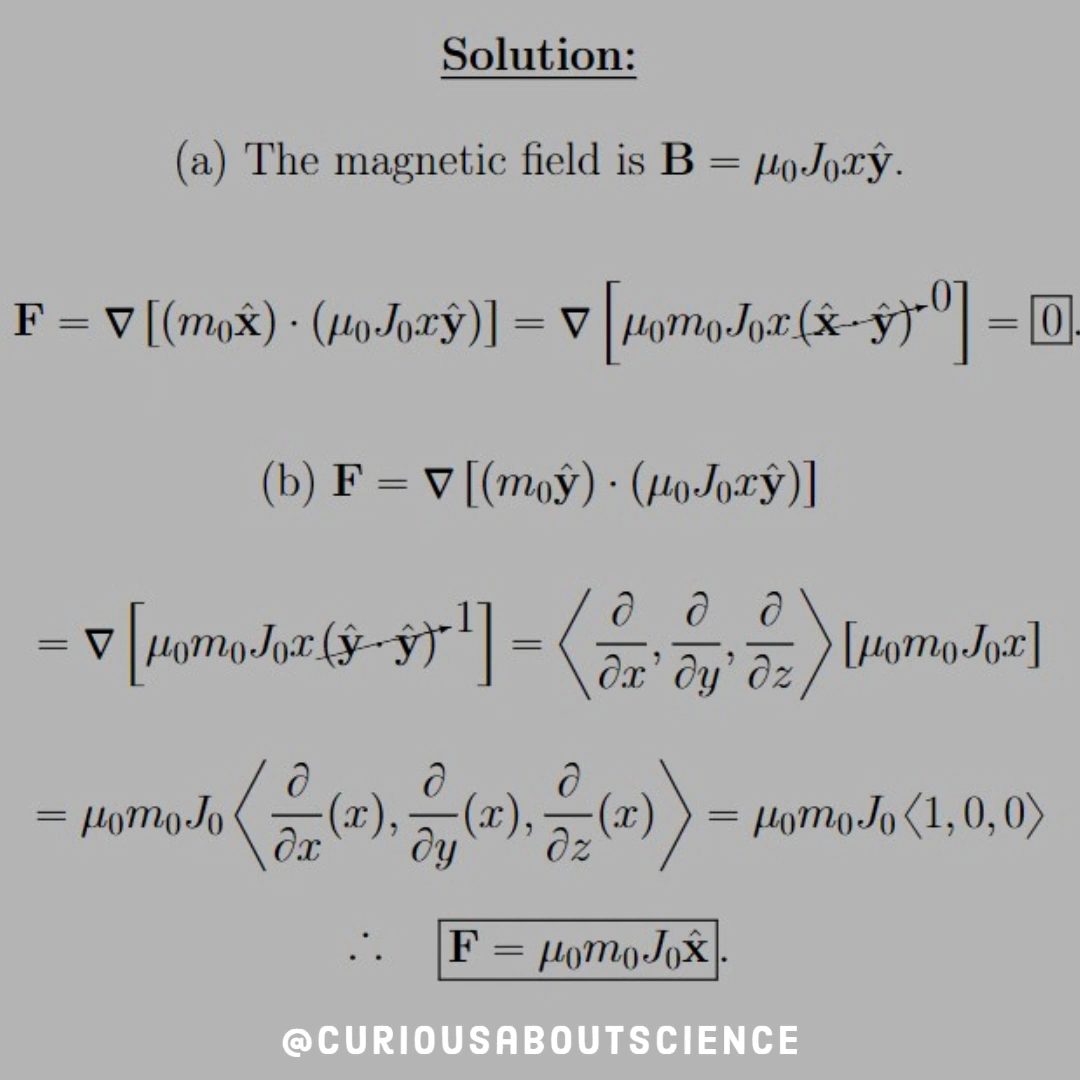 Solution:
(a) The magnetic field is B = μ₀J₀xŷ.
F = ∇ [(m₀x̂) · (μ₀J₀xŷ)] = ∇ [μ₀m₀J₀x(x̂ · ŷ)→0] = 0.
(b) F = ∇ [(m₀ŷ) · (μ₀J₀xŷ)]
= ∇ [μ₀m₀J₀x(ŷ · ŷ)→1] = ⟨∂/∂x, ∂/∂y, ∂/∂z⟩ [μ₀m₀J₀x]
= μ₀m₀J₀ ⟨∂/∂x(x), ∂/∂y(x), ∂/∂z(x)⟩ = μ₀m₀J₀⟨1, 0, 0⟩
∴ F = μ₀m₀J₀x̂.
@CURIOUSABOUTSCIENCE